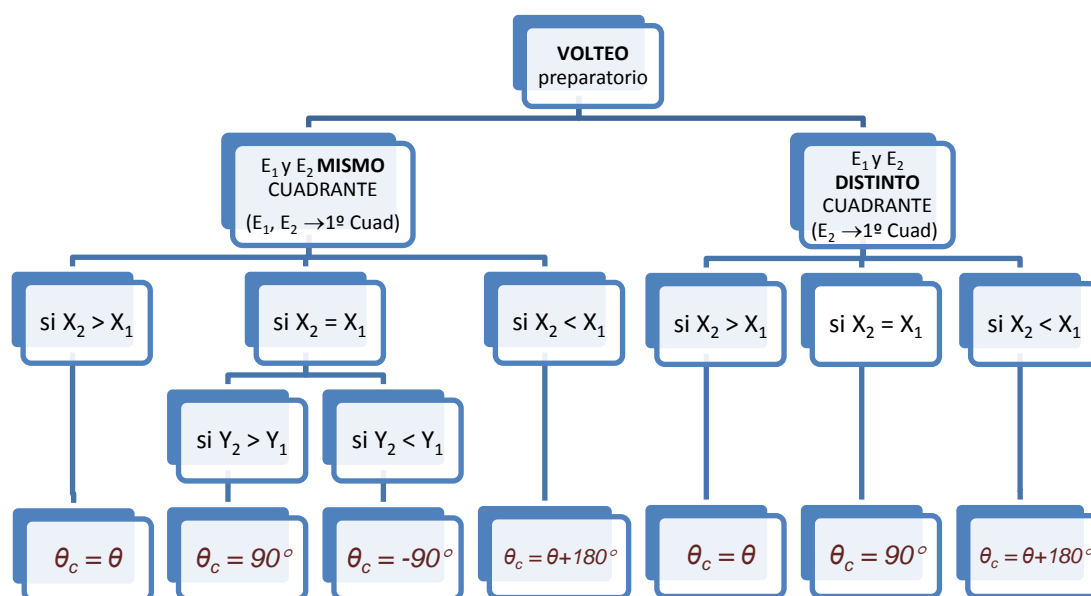 VOLTEO
preparatorio
E₁ y E₂ MISMO
CUADRANTE
(E₁, E₂ →1º Cuad)
E₁ y E₂
DISTINTO
CUADRANTE
(E₂ →1º Cuad)
si X₂ > X₁
si X₂ = X₁
si X₂ < X₁
si X₂ > X₁
si X₂ = X₁
si X₂ < X₁
si Y₂ > Y₁
si Y₂ < Y₁
θc = θ
θc = 90°
θc = -90°
θc = θ+180°
θc = θ
θc = 90°
θc = θ+180°